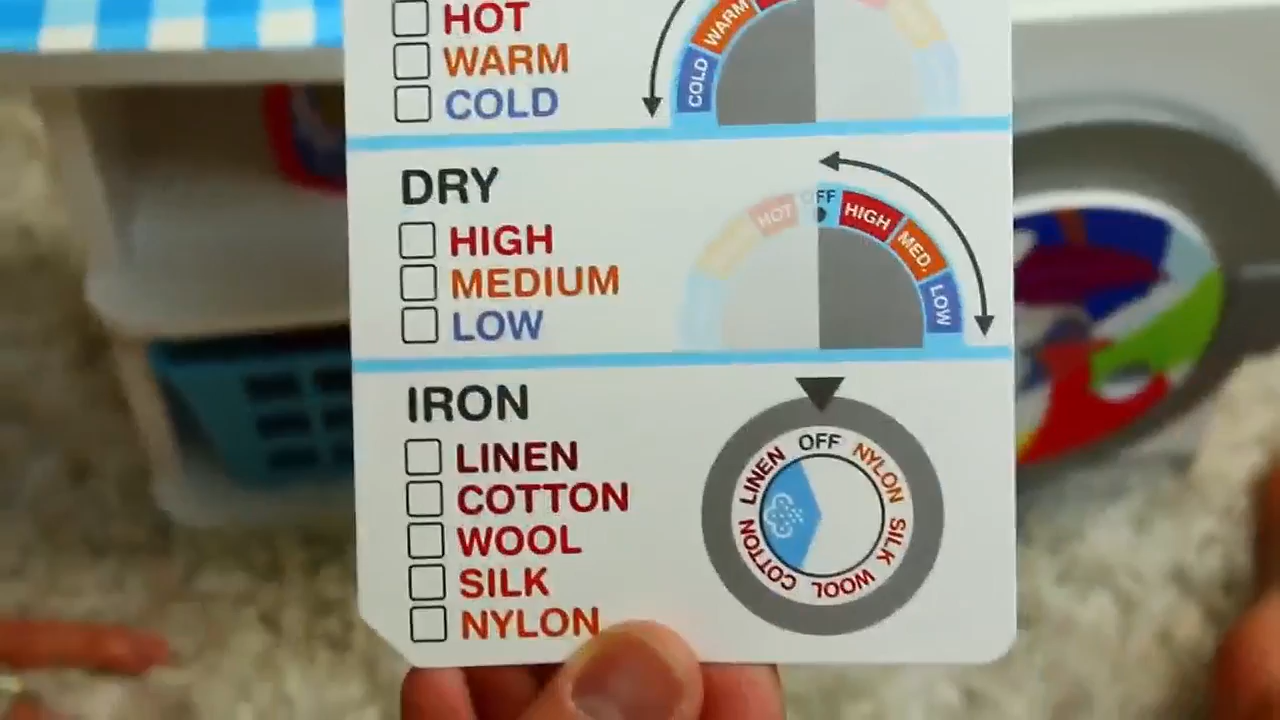 HOT
WARM
COLD
WARM
COLD
DRY
HIGH
MEDIUM
LOW
HOT
OFF
HIGH
MED.
LOW
IRON
LINEN
COTTON
WOOL
SILK
NYLON
OFF
NYLON
SILK
WOOL
COTTON
LINEN